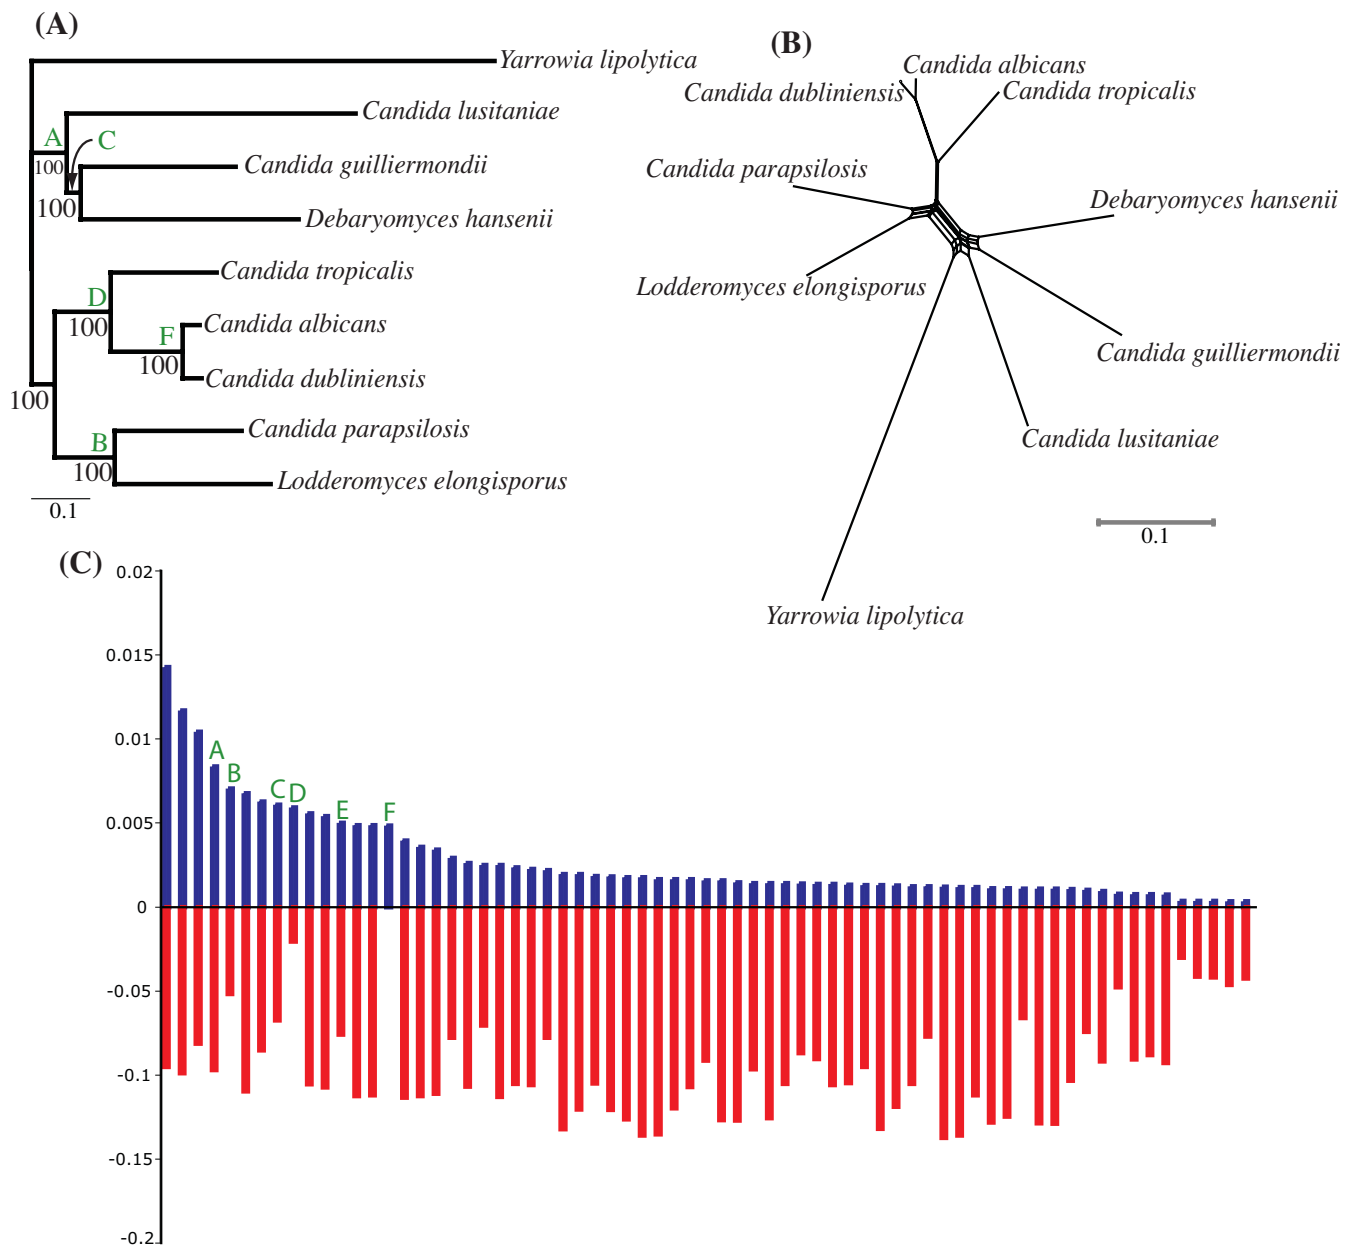 (A)
Yarrowia lipolytica
Candida lusitaniae
A
C
100
Candida guilliermondii
100
Debaryomyces hansenii
Candida tropicalis
D
100
F
Candida albicans
100
Candida dubliniensis
100
Candida parapsilosis
B
100
Lodderomyces elongisporus
0.1
(B)
Candida albicans
Candida dubliniensis
Candida tropicalis
Candida parapsilosis
Debaryomyces hansenii
Lodderomyces elongisporus
Candida guilliermondii
Candida lusitaniae
0.1
Yarrowia lipolytica
(C)
0.02
0.015
0.01
0.005
0
-0.05
-0.1
-0.15
-0.2
A
B
C
D
E
F